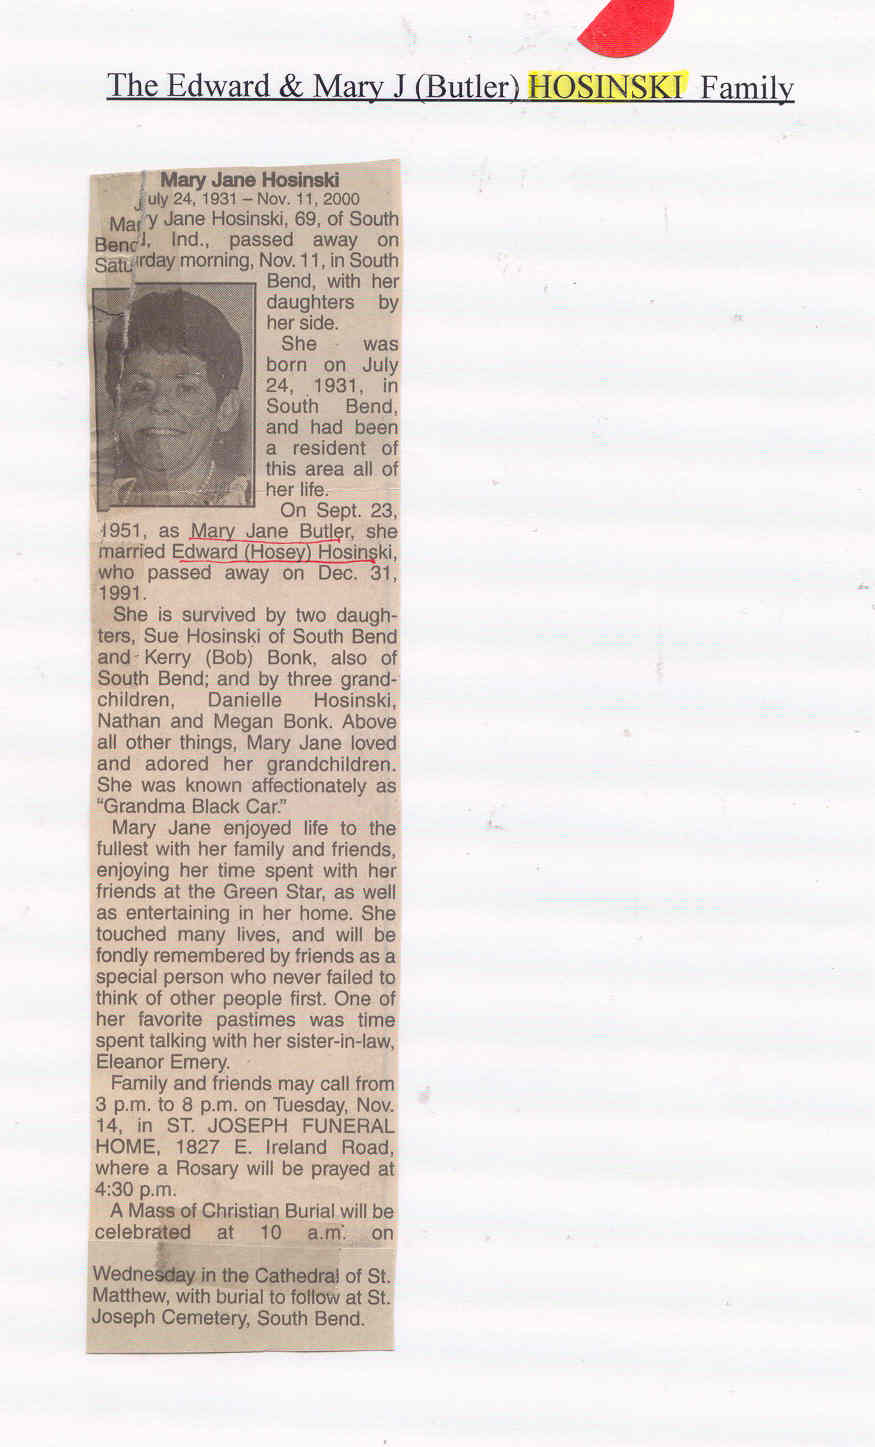 The Edward & Mary J (Butler) HOSINSKI Family
Mary Jane Hosinski
July 24, 1931 – Nov. 11, 2000
Mary Jane Hosinski, 69, of South
Bend, Ind., passed away on
Saturday morning, Nov. 11, in South
Bend, with her
daughters by
her side.
She was
born on July
24, 1931, in
South Bend,
and had been
a resident of
this area all of
her life.
On Sept. 23,
1951, as Mary Jane Butler, she
married Edward (Hosey) Hosinski,
who passed away on Dec. 31,
1991.
She is survived by two daugh-
ters, Sue Hosinski of South Bend
and Kerry (Bob) Bonk, also of
South Bend; and by three grand-
children, Danielle Hosinski,
Nathan and Megan Bonk. Above
all other things, Mary Jane loved
and adored her grandchildren.
She was known affectionately as
“Grandma Black Car.”
Mary Jane enjoyed life to the
fullest with her family and friends,
enjoying her time spent with her
friends at the Green Star, as well
as entertaining in her home. She
touched many lives, and will be
fondly remembered by friends as a
special person who never failed to
think of other people first. One of
her favorite pastimes was time
spent talking with her sister-in-law,
Eleanor Emery.
Family and friends may call from
3 p.m. to 8 p.m. on Tuesday, Nov.
14, in ST. JOSEPH FUNERAL
HOME, 1827 E. Ireland Road,
where a Rosary will be prayed at
4:30 p.m.
A Mass of Christian Burial will be
celebrated at 10 a.m. on
Wednesday in the Cathedral of St.
Matthew, with burial to follow at St.
Joseph Cemetery, South Bend.